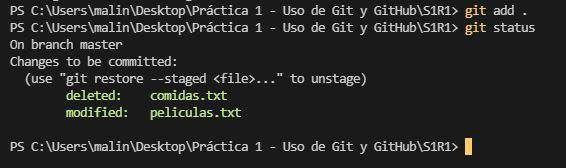 PS C:\Users\malin\Desktop\Práctica 1 - Uso de Git y GitHub\S1R1> git add .
PS C:\Users\malin\Desktop\Práctica 1 - Uso de Git y GitHub\S1R1> git status
On branch master
Changes to be committed:
  (use "git restore --staged <file>..." to unstage)
        deleted:    comidas.txt
        modified:   peliculas.txt
PS C:\Users\malin\Desktop\Práctica 1 - Uso de Git y GitHub\S1R1>